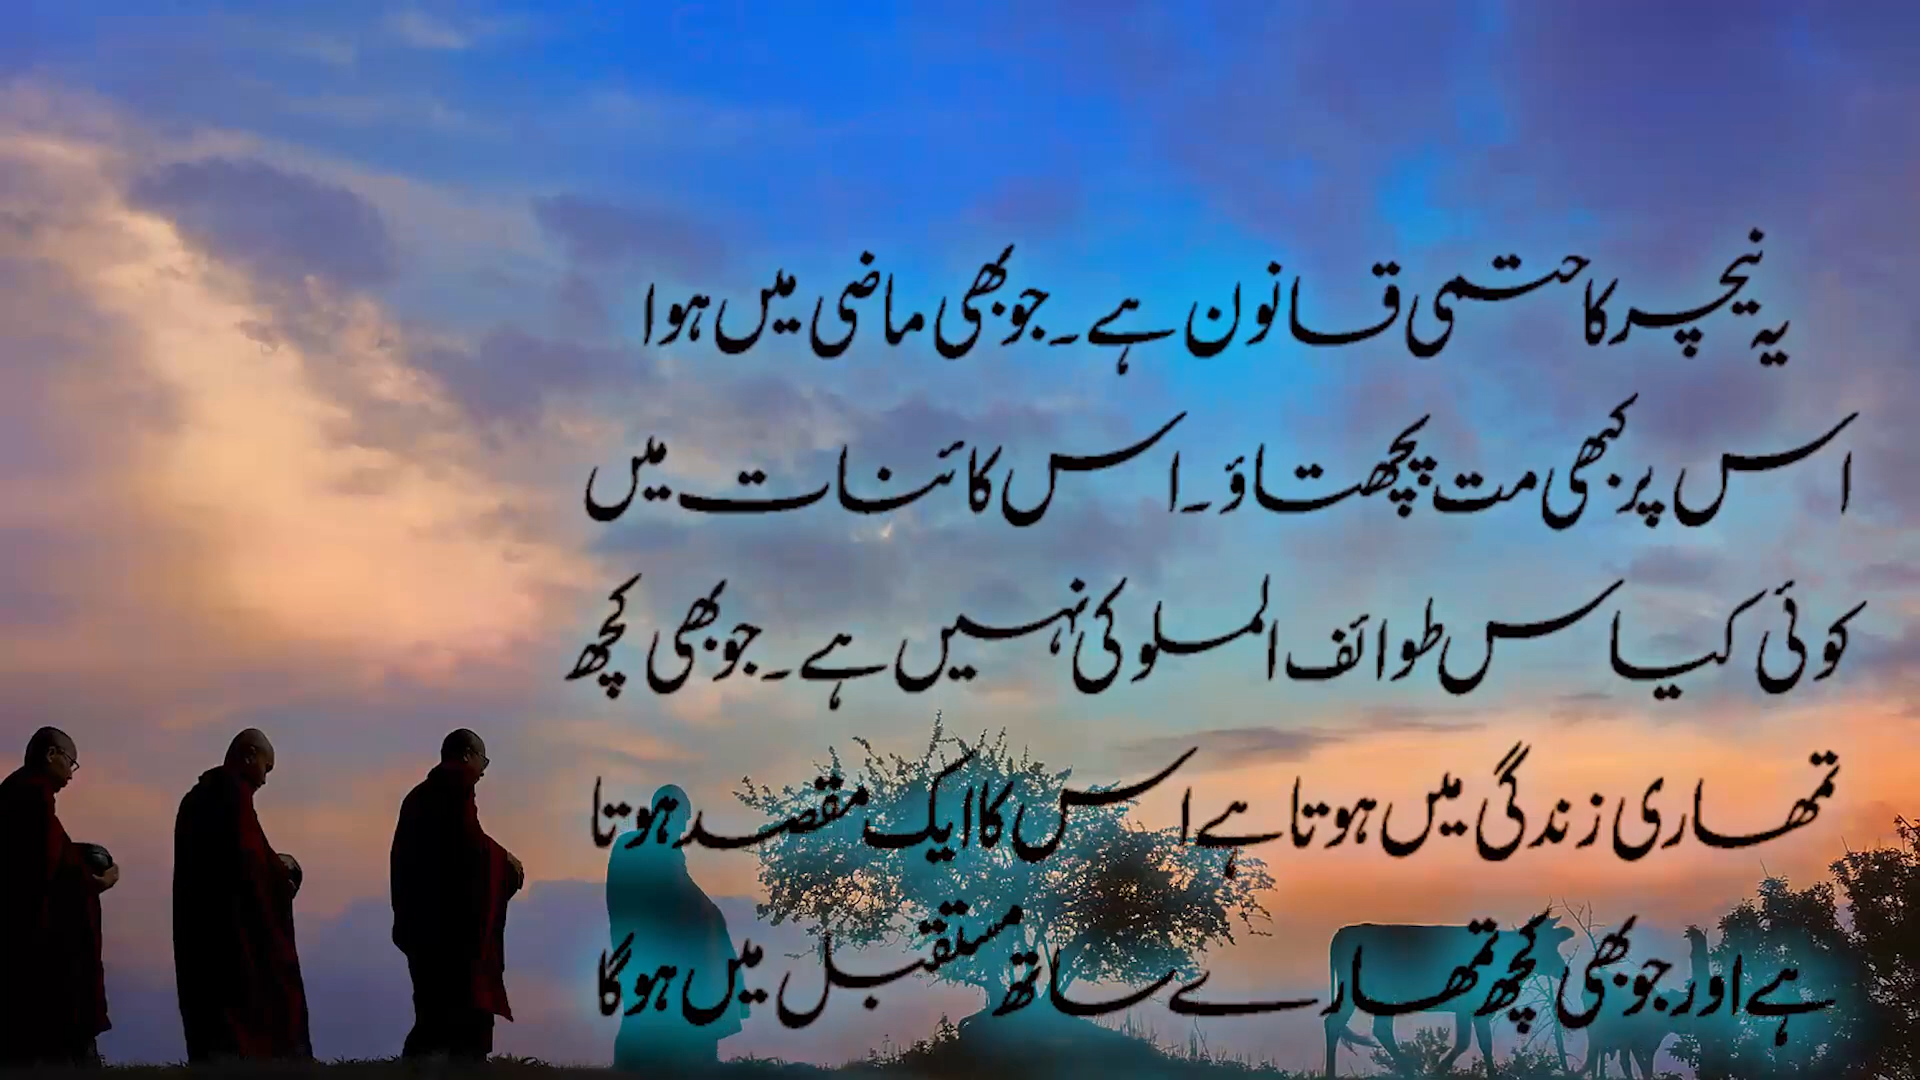 یہ نیچر کا حتمی قانون ہے۔ جو بھی ماضی میں ہوا
اس پر کبھی مت پچھتاؤ۔ اس کائنات میں
کوئی کیاس طوائف الملوکی نہیں ہے۔ جو بھی کچھ
تمھاری زندگی میں ہوتا ہے اس کا ایک مقصد ہوتا
ہے اور جو بھی کچھ تمھارے ساتھ مستقبل میں ہوگا